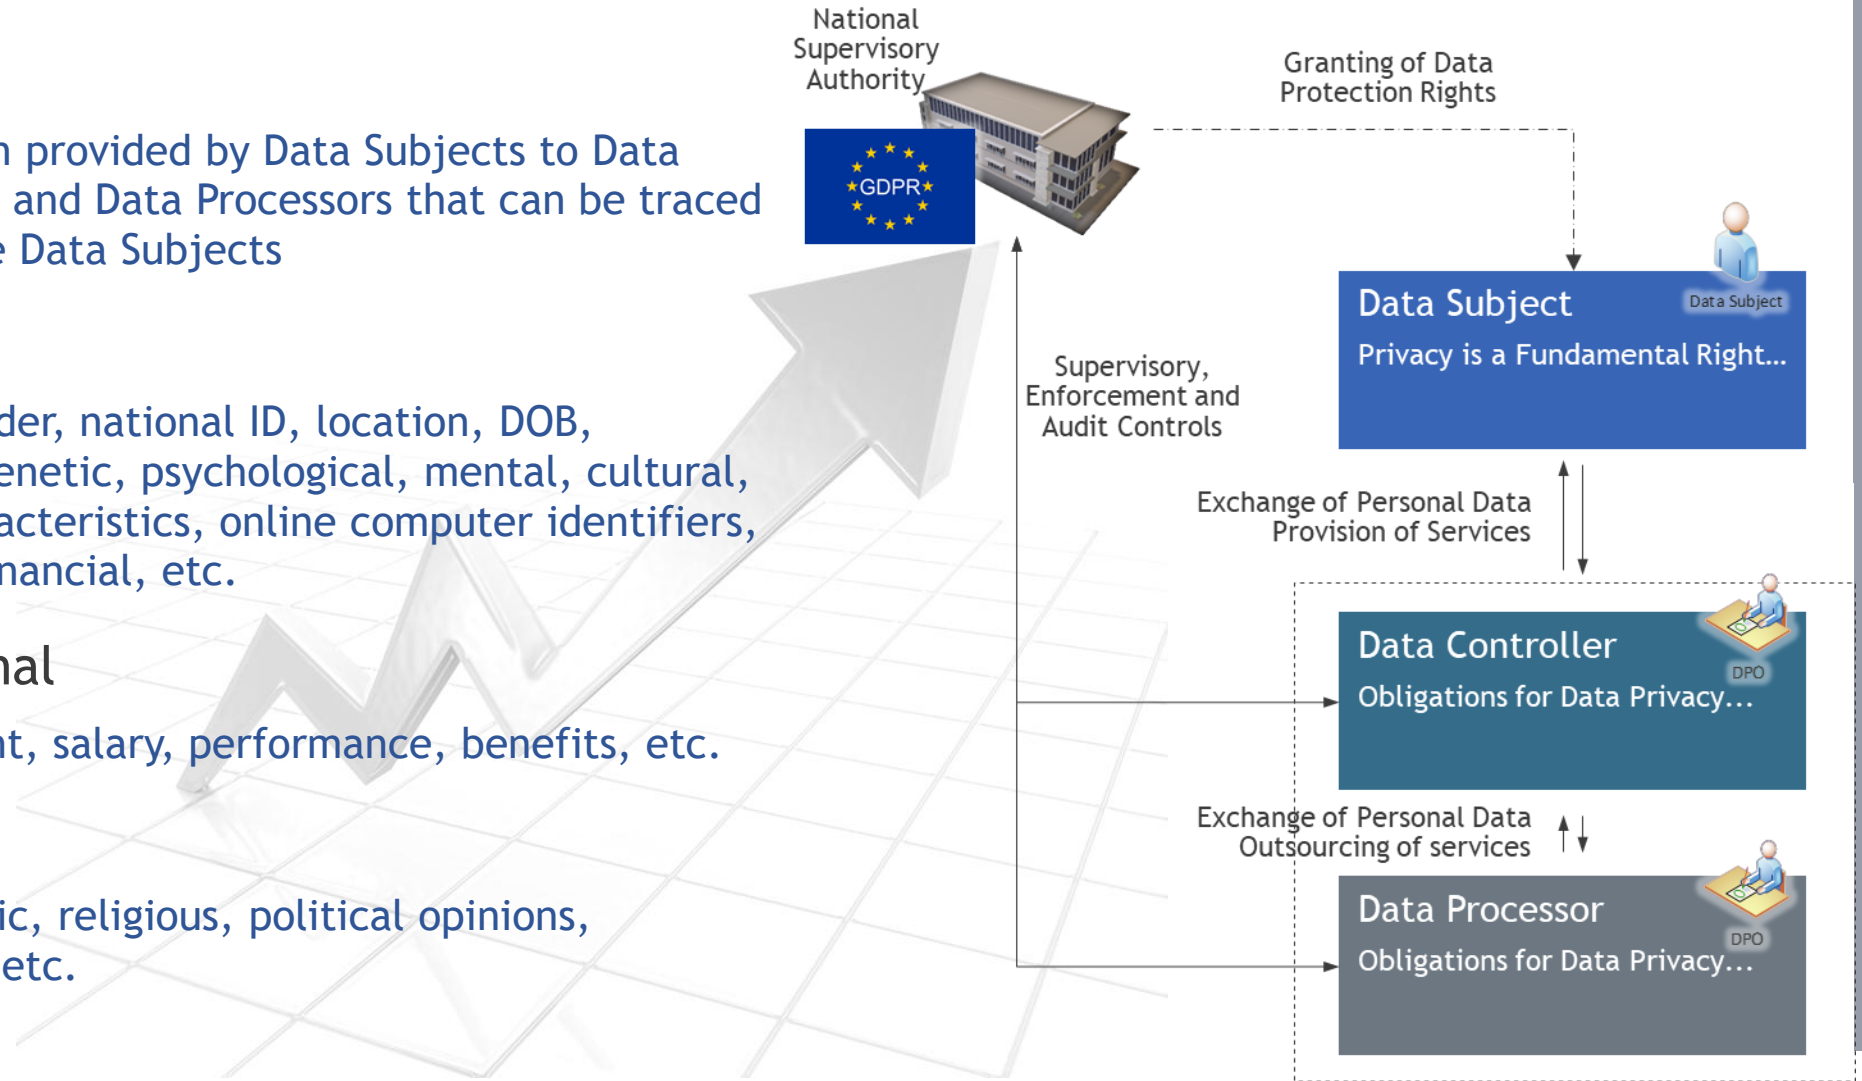 n provided by Data Subjects to Data
and Data Processors that can be traced
e Data Subjects
der, national ID, location, DOB,
enetic, psychological, mental, cultural,
acteristics, online computer identifiers,
nancial, etc.
nal
nt, salary, performance, benefits, etc.
ic, religious, political opinions,
etc.
National
Supervisory
Authority
GDPR
Granting of Data
Protection Rights
Data Subject
Data Subject
Privacy is a Fundamental Right…
Supervisory,
Enforcement and
Audit Controls
Exchange of Personal Data
Provision of Services
Data Controller
DPO
Obligations for Data Privacy...
Exchange of Personal Data
Outsourcing of services
Data Processor
DPO
Obligations for Data Privacy...